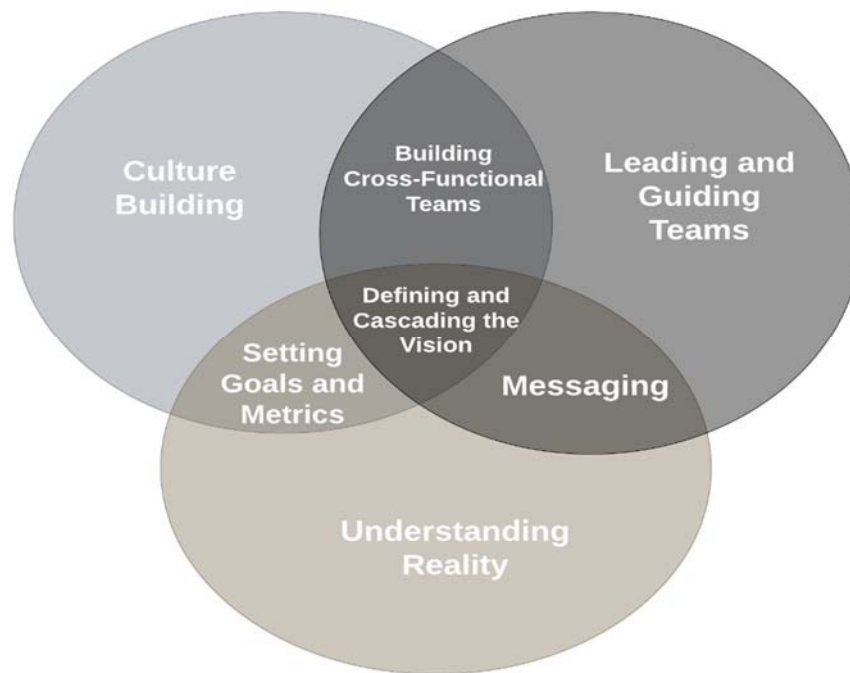 Culture
Building
Building
Cross-Functional
Teams
Leading and
Guiding
Teams
Defining and
Cascading the
Vision
Setting
Goals and
Metrics
Messaging
Understanding
Reality